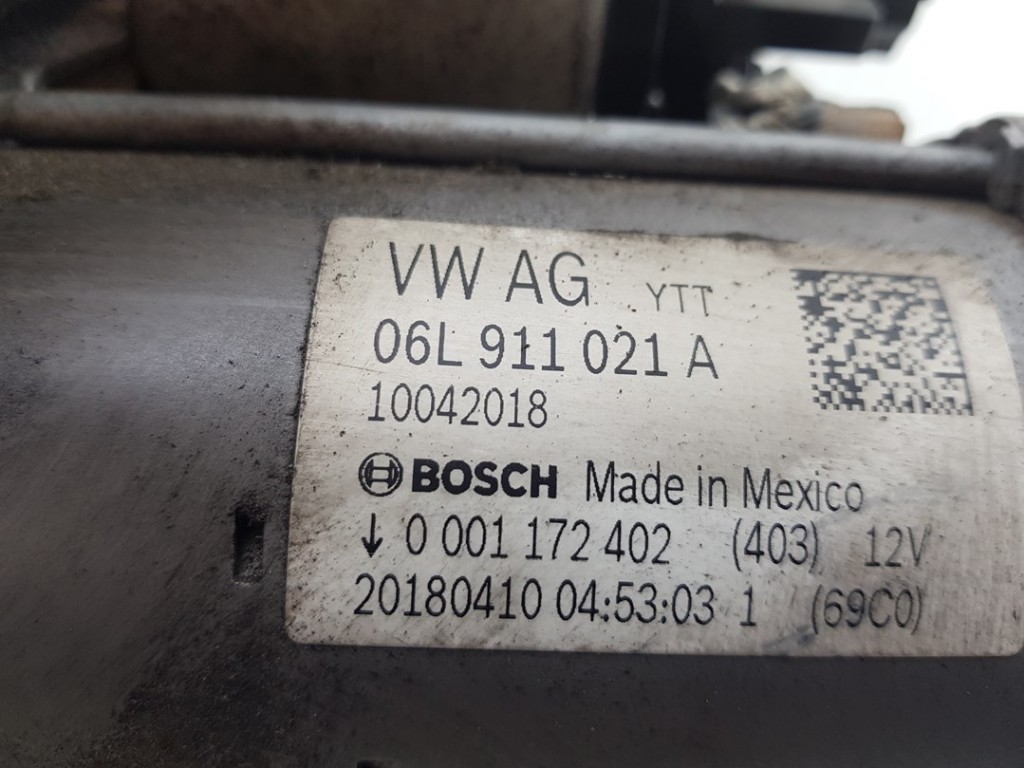 VW AG YTT
06L 911 021 A
10042018
BOSCH Made in Mexico
↓ 0 001 172 402 (403) 12V
20180410 04:53:03 1 (69C0)